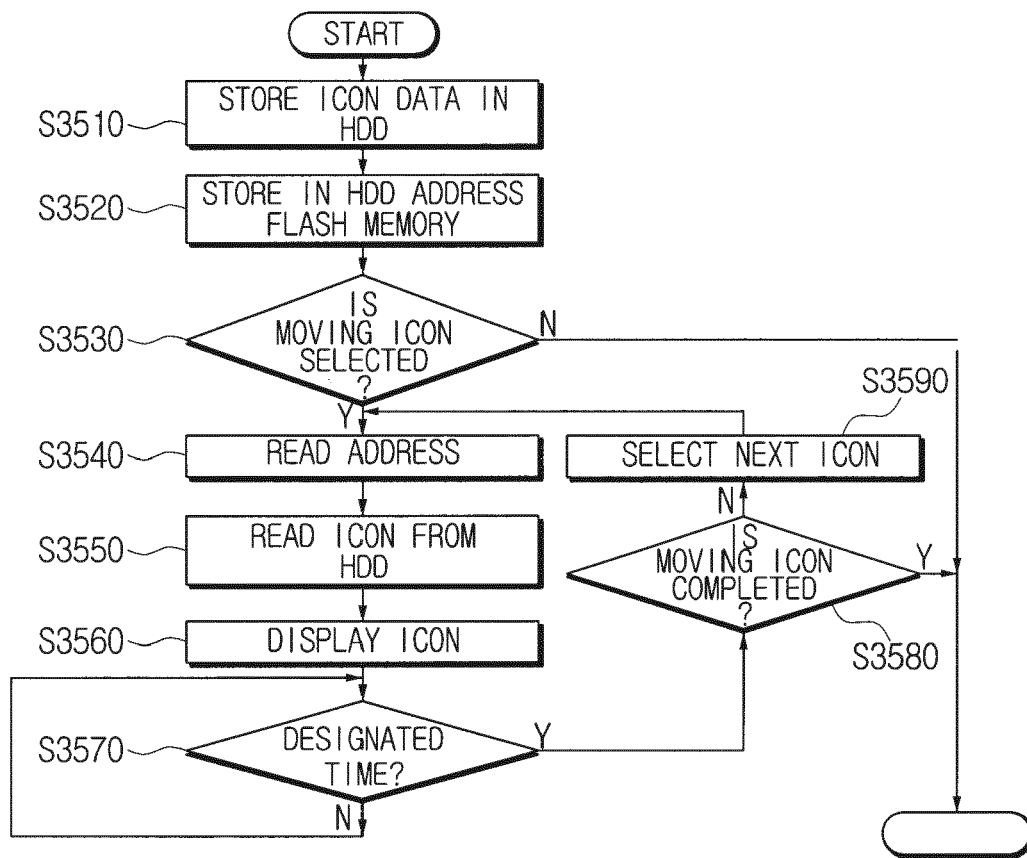 START
S3510
STORE ICON DATA IN
HDD
S3520
STORE IN HDD ADDRESS
FLASH MEMORY
S3530
IS
MOVING ICON
SELECTED
?
N
Y
S3540
READ ADDRESS
S3590
SELECT NEXT ICON
N
S3550
READ ICON FROM
HDD
IS
MOVING ICON
COMPLETED
?
Y
S3580
S3560
DISPLAY ICON
S3570
DESIGNATED
TIME?
Y
N